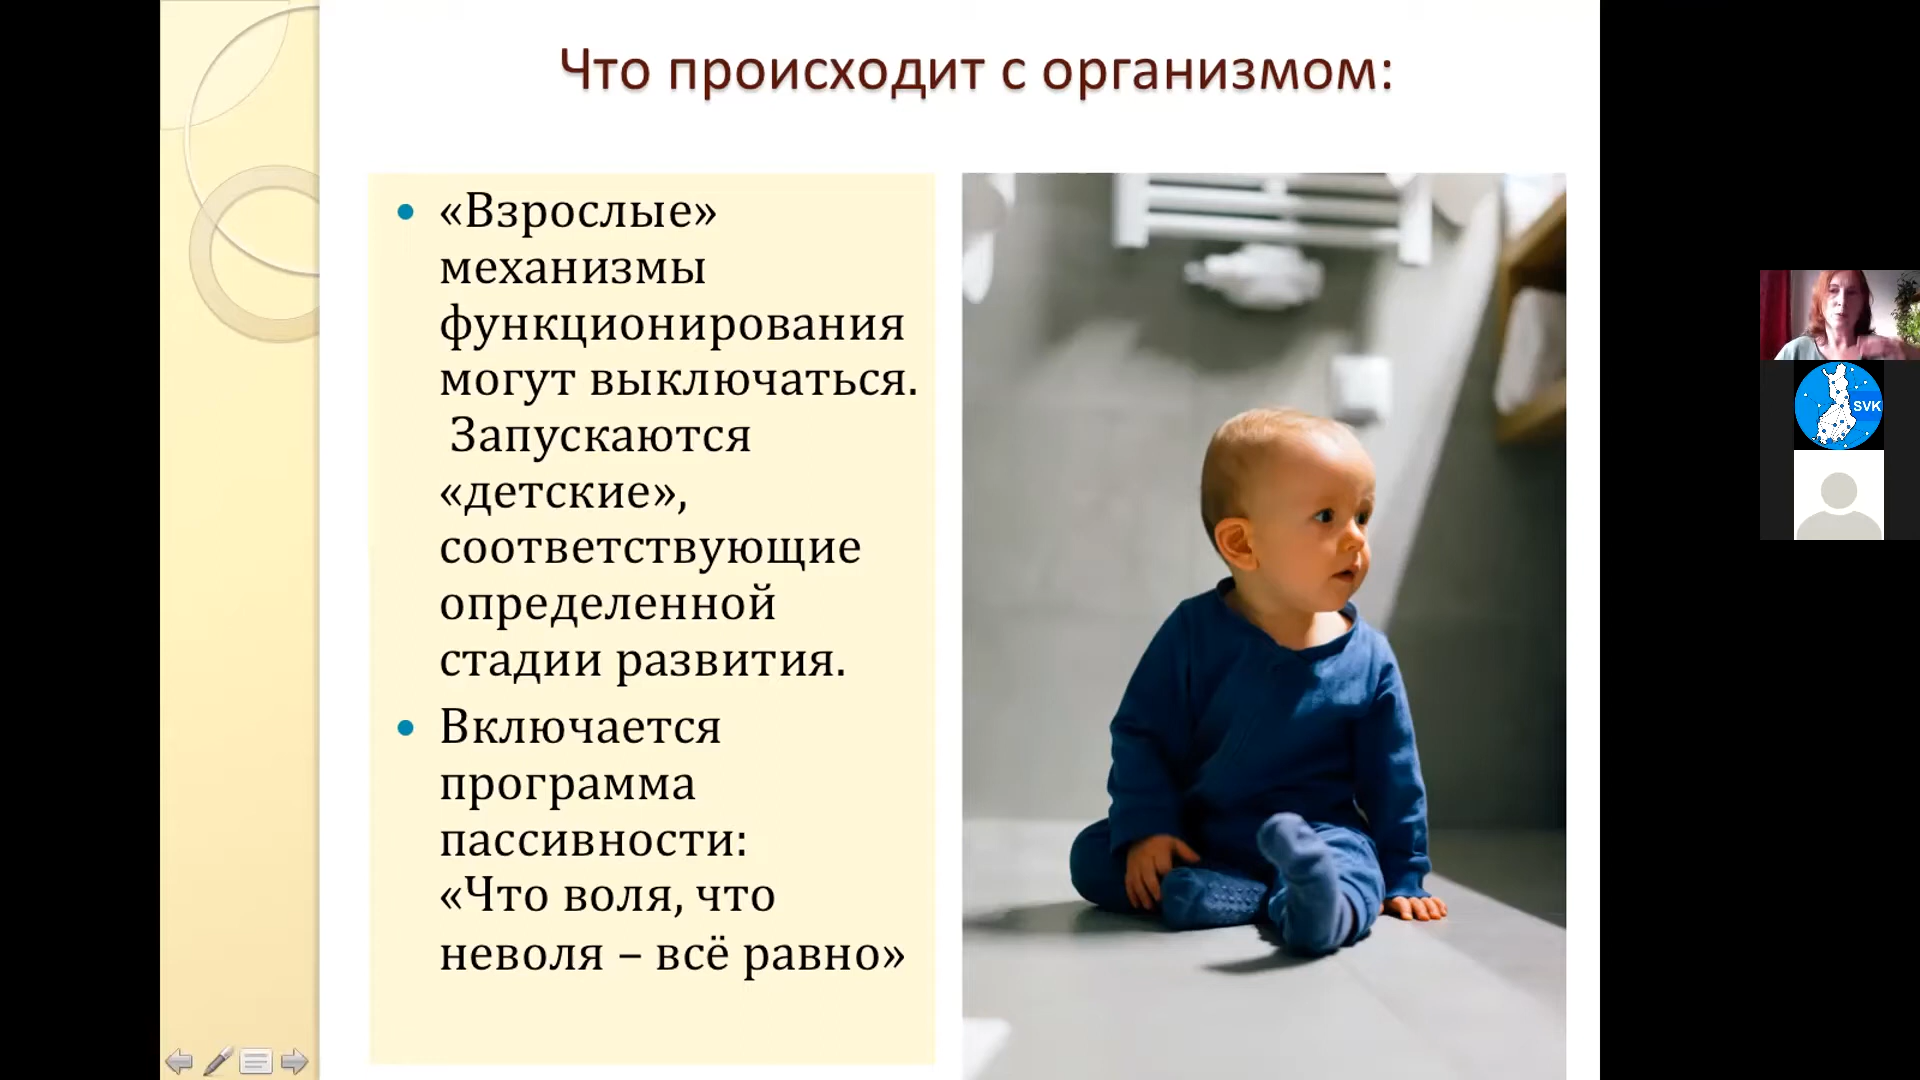 Что происходит с организмом:
«Взрослые»
механизмы
функционирования
могут выключаться.
Запускаются
«детские»,
соответствующие
определенной
стадии развития.
Включается
программа
пассивности:
«Что воля, что
неволя – всё равно»
SVK